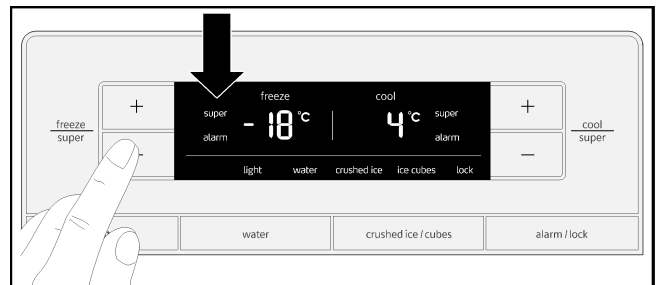 freeze cool
super super
+ - 18 °C 4 °C +
freeze
super
cool
super
alarm alarm
- —
light water crushed ice ice cubes lock
water crushed ice / cubes alarm / lock